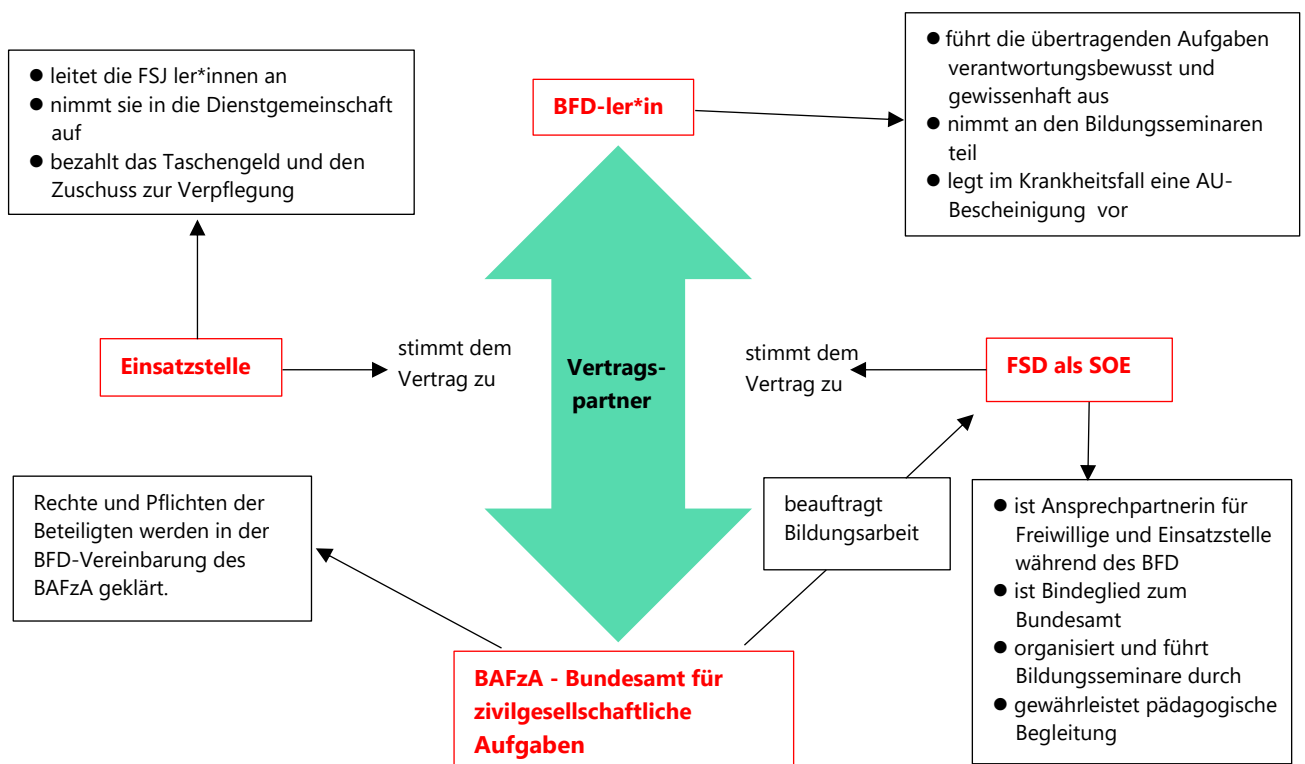 ● leitet die FSJ ler*innen an
● nimmt sie in die Dienstgemeinschaft
auf
● bezahlt das Taschengeld und den
Zuschuss zur Verpflegung
BFD-ler*in
● führt die übertragenden Aufgaben
verantwortungsbewusst und
gewissenhaft aus
● nimmt an den Bildungsseminaren
teil
● legt im Krankheitsfall eine AU-
Bescheinigung vor
Einsatzstelle
stimmt dem
Vertrag zu
Vertrags-
partner
stimmt dem
Vertrag zu
FSD als SOE
Rechte und Pflichten der
Beteiligten werden in der
BFD-Vereinbarung des
BAFzA geklärt.
beauftragt
Bildungsarbeit
● ist Ansprechpartnerin für
Freiwillige und Einsatzstelle
während des BFD
● ist Bindeglied zum
Bundesamt
● organisiert und führt
Bildungsseminare durch
● gewährleistet pädagogische
Begleitung
BAFzA - Bundesamt für
zivilgesellschaftliche
Aufgaben